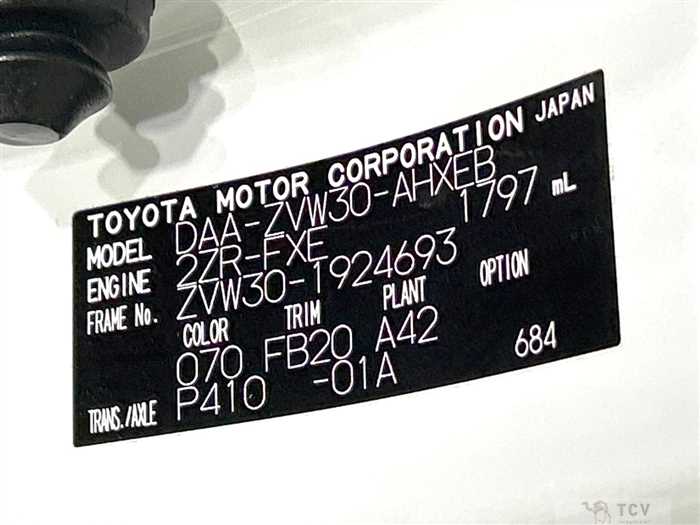 TOYOTA MOTOR CORPORATION JAPAN
MODEL DAA-ZVW30-AHXEB
ENGINE 2ZR-FXE 1797 mL
FRAME No. ZVW30-1924693
COLOR TRIM PLANT OPTION
070 FB20 A42
TRANS./AXLE P410 -01A 684
TCV